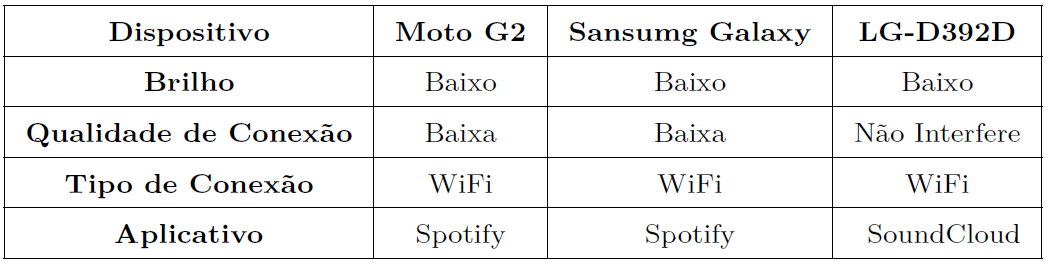 Dispositivo Moto G2 Sansumg Galaxy LG-D392D
Brilho Baixo Baixo Baixo
Qualidade de Conexão Baixa Baixa Não Interfere
Tipo de Conexão WiFi WiFi WiFi
Aplicativo Spotify Spotify SoundCloud